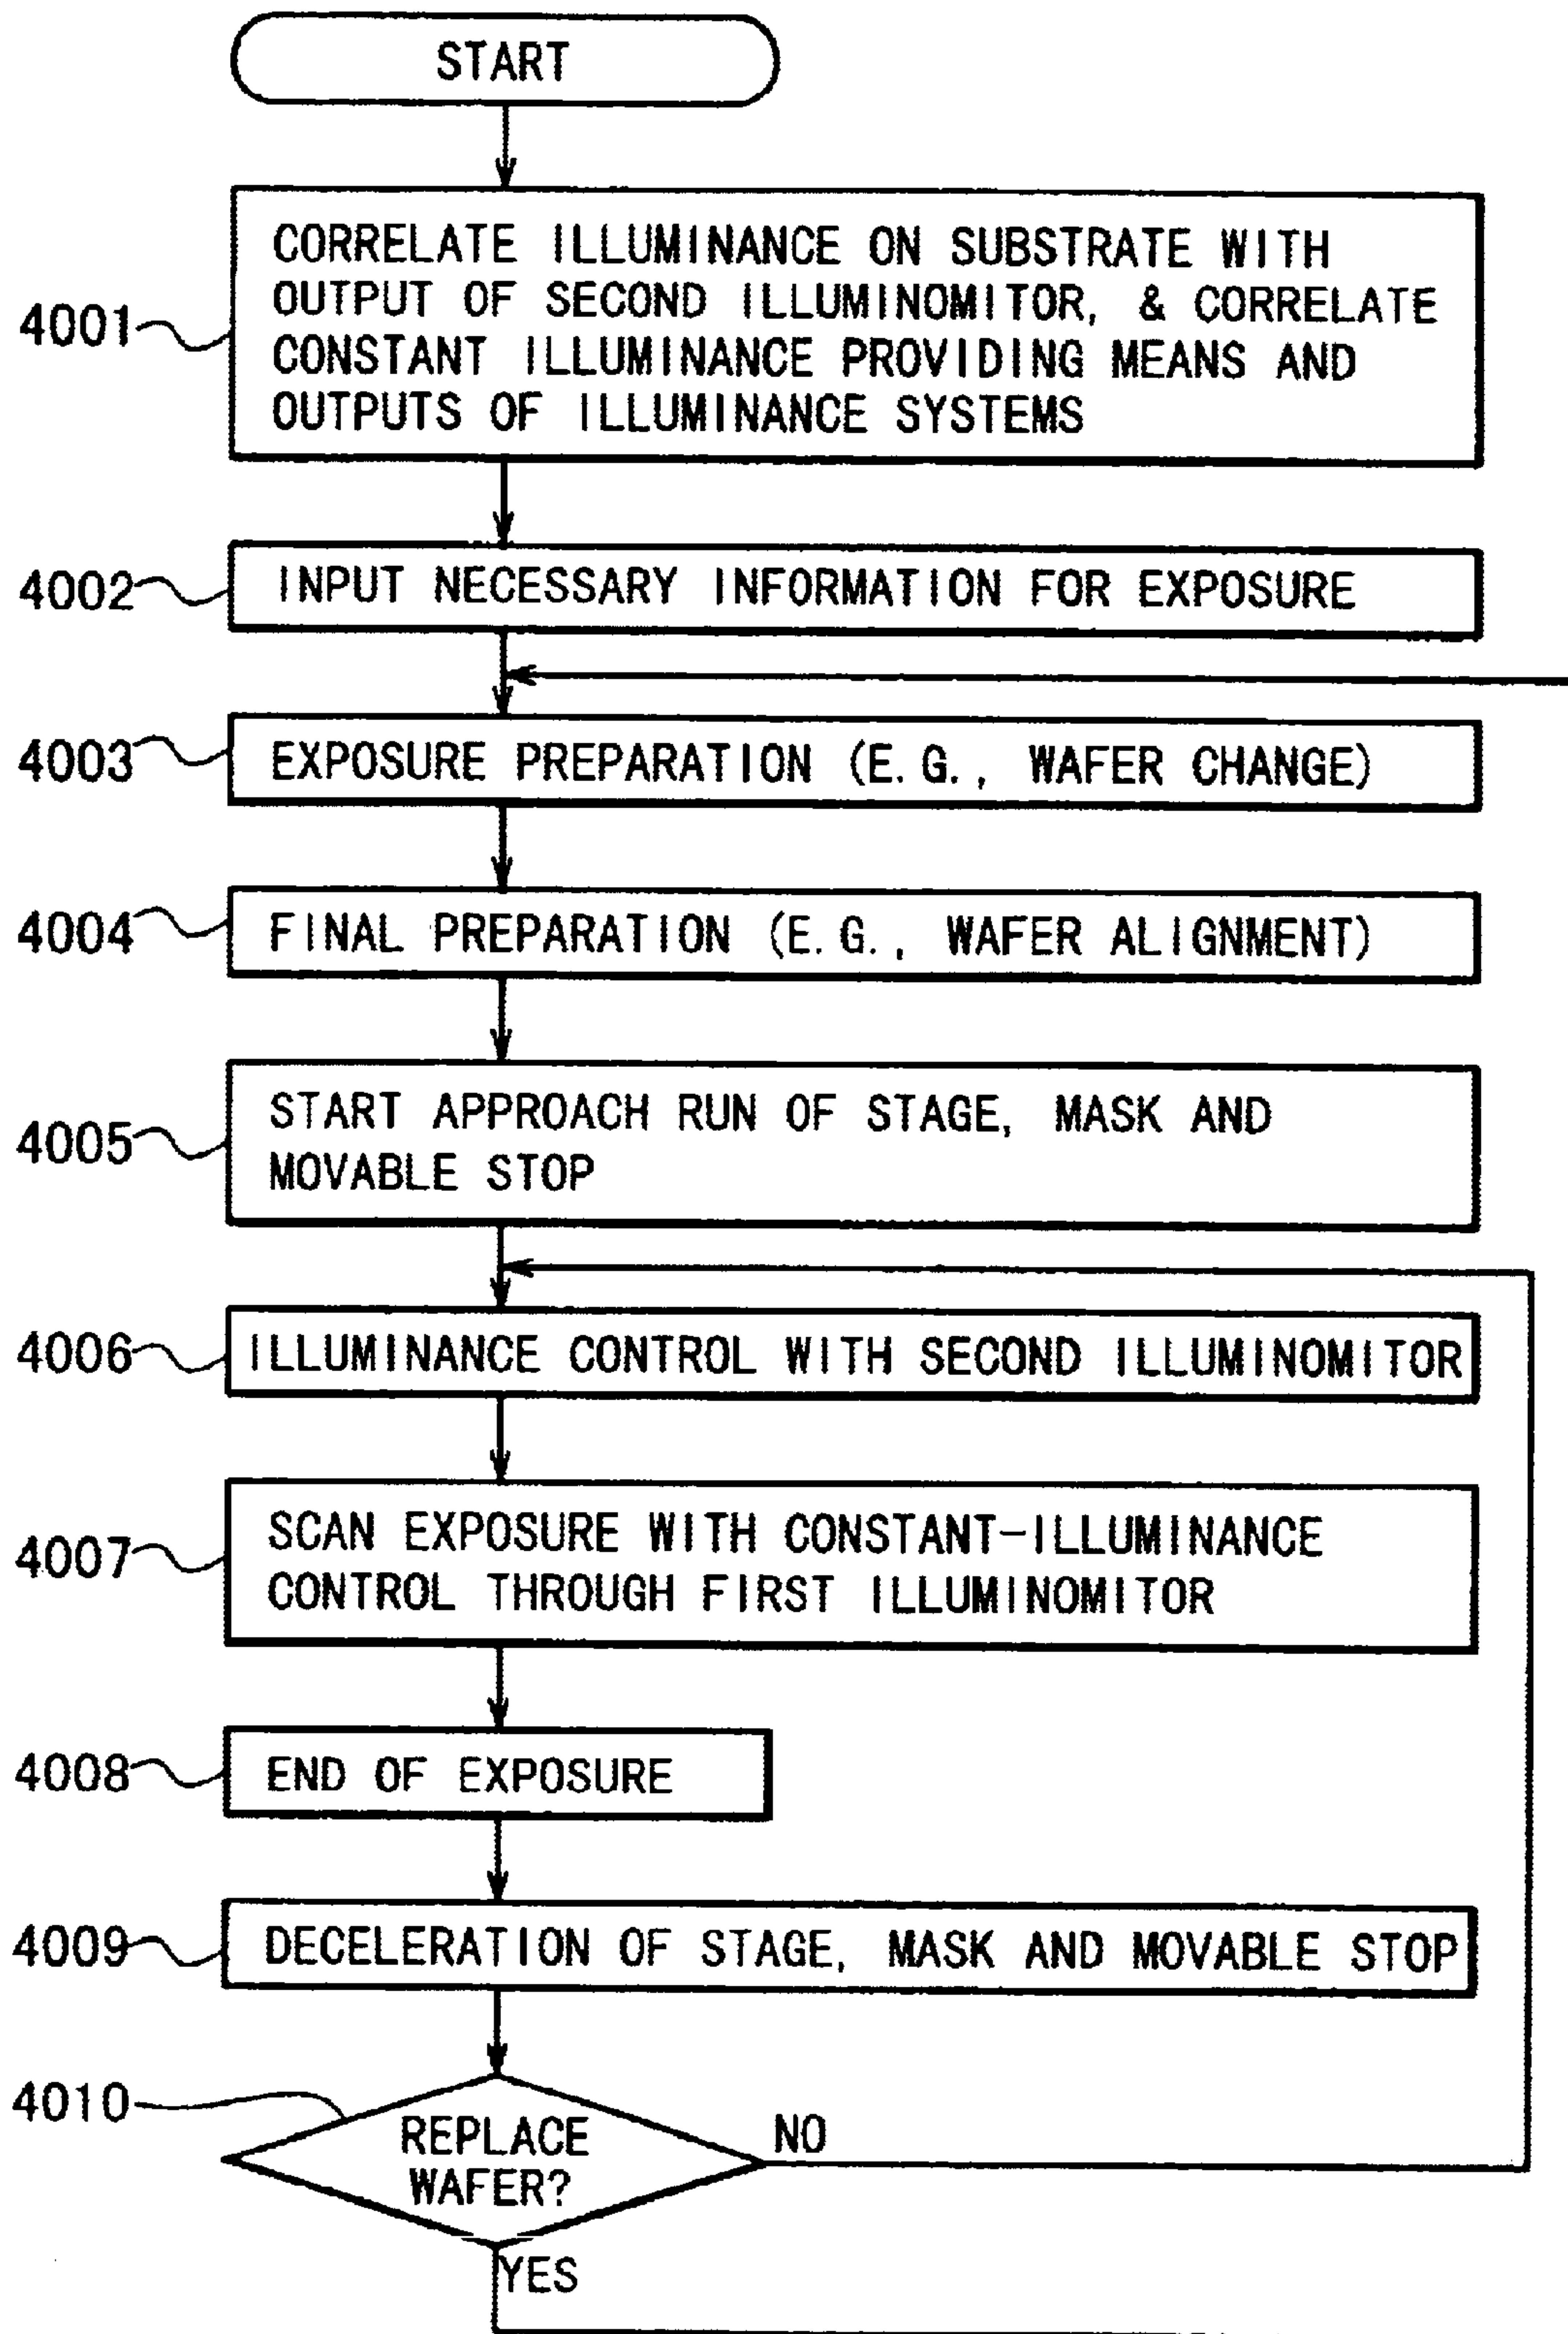 START
4001
CORRELATE ILLUMINANCE ON SUBSTRATE WITH
OUTPUT OF SECOND ILLUMINOMITOR, & CORRELATE
CONSTANT ILLUMINANCE PROVIDING MEANS AND
OUTPUTS OF ILLUMINANCE SYSTEMS
4002
INPUT NECESSARY INFORMATION FOR EXPOSURE
4003
EXPOSURE PREPARATION (E.G., WAFER CHANGE)
4004
FINAL PREPARATION (E.G., WAFER ALIGNMENT)
4005
START APPROACH RUN OF STAGE, MASK AND
MOVABLE STOP
4006
ILLUMINANCE CONTROL WITH SECOND ILLUMINOMITOR
4007
SCAN EXPOSURE WITH CONSTANT-ILLUMINANCE
CONTROL THROUGH FIRST ILLUMINOMITOR
4008
END OF EXPOSURE
4009
DECELERATION OF STAGE, MASK AND MOVABLE STOP
4010
REPLACE
WAFER?
NO
YES